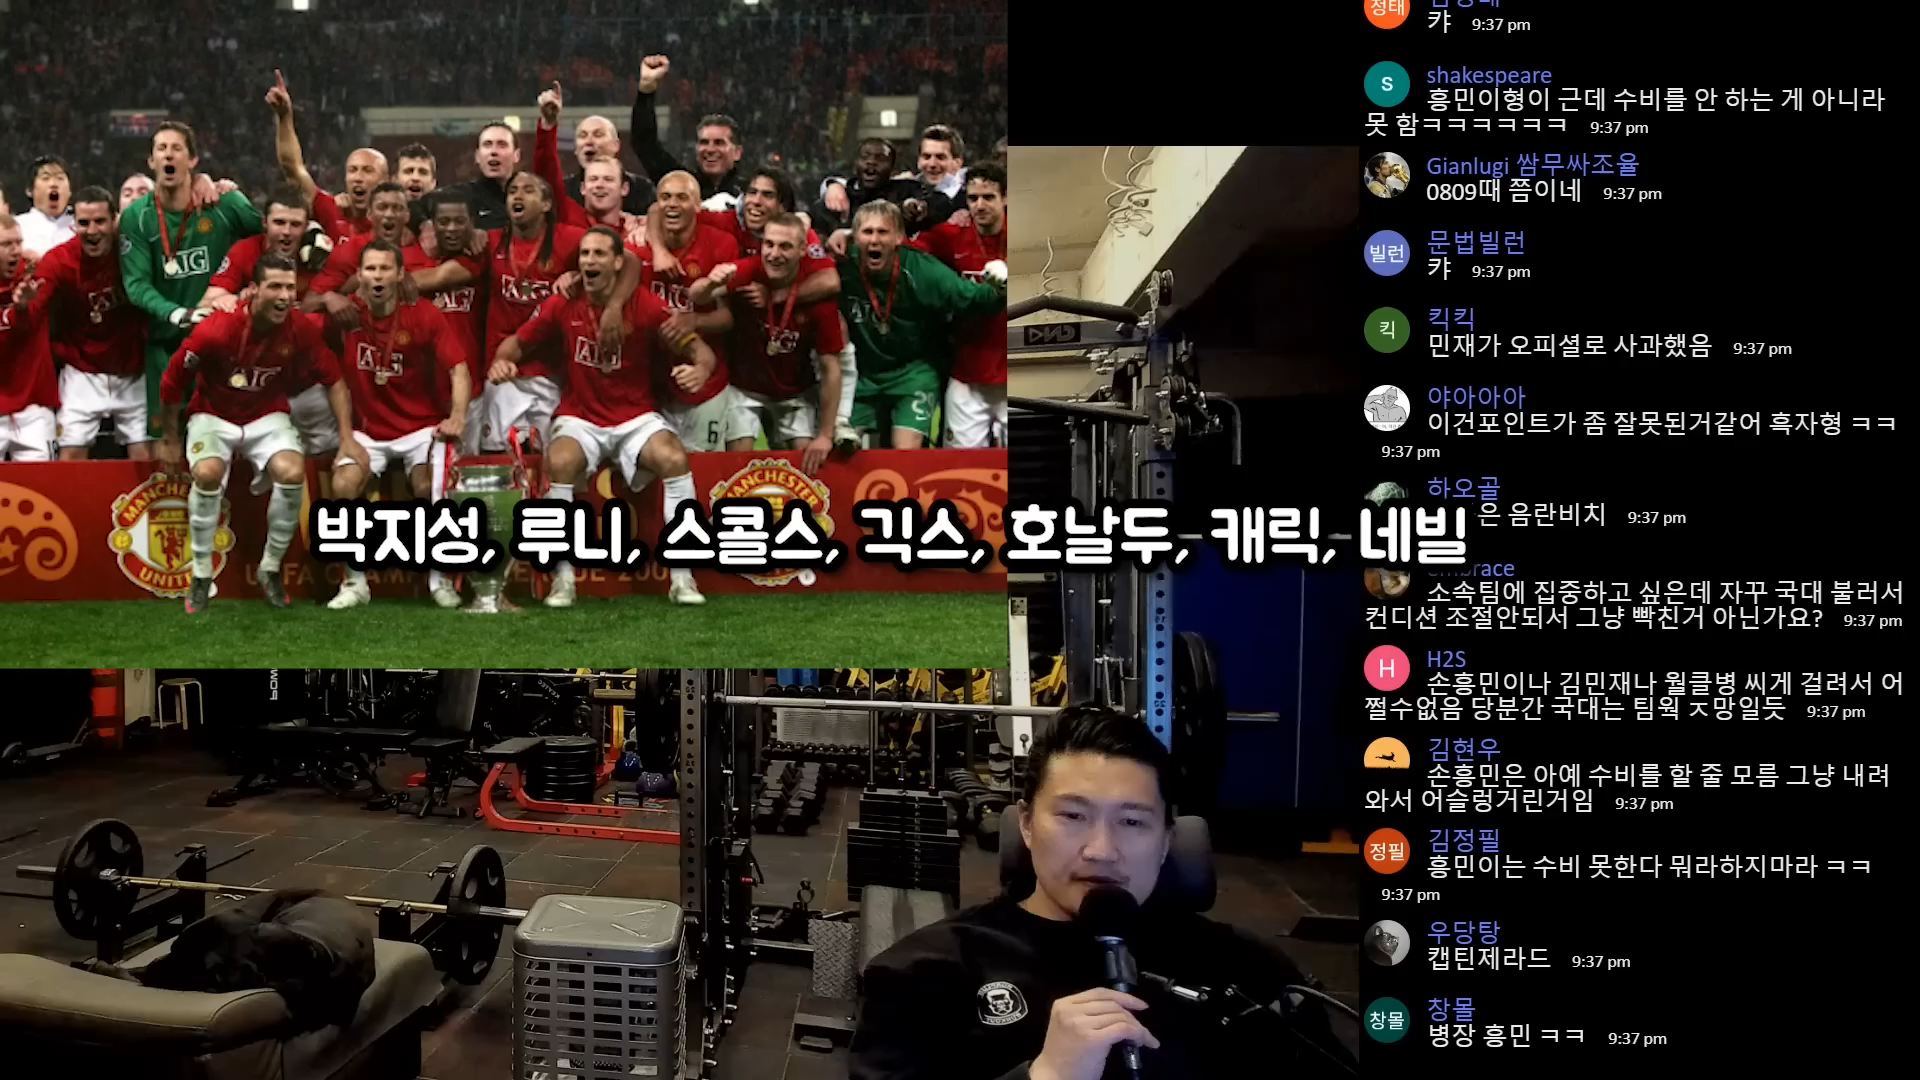 박지성, 루니, 스콜스, 긱스, 호날두, 캐릭, 네빌
AIG
AIG
AIG
AIG
MANCHESTER
UNITED
MANCHESTER
6
정태
캬 9:37 pm
S
shakespeare
흥민이형이 근데 수비를 안 하는 게 아니라
못 함ㅋㅋㅋㅋㅋㅋ 9:37 pm
Gianlugi 쌈무싸조율
0809때 쯤이네 9:37 pm
빌런
문법빌런
캬 9:37 pm
킥
킥킥
민재가 오피셜로 사과했음 9:37 pm
야아아아
이건포인트가 좀 잘못된거같어 흑자형 ㅋㅋ
9:37 pm
하오골
은 음란비치 9:37 pm
embrace
소속팀에 집중하고 싶은데 자꾸 국대 불러서
컨디션 조절안되서 그냥 빡친거 아닌가요? 9:37 pm
H
H2S
손흥민이나 김민재나 월클병 씨게 걸려서 어
쩔수없음 당분간 국대는 팀웍 ㅈ망일듯 9:37 pm
김현우
손흥민은 아예 수비를 할 줄 모름 그냥 내려
와서 어슬렁거린거임 9:37 pm
정필
김정필
흥민이는 수비 못한다 뭐라하지마라 ㅋㅋ
9:37 pm
우당탕
캡틴제라드 9:37 pm
창몰
창몰
병장 흥민 ㅋㅋ 9:37 pm